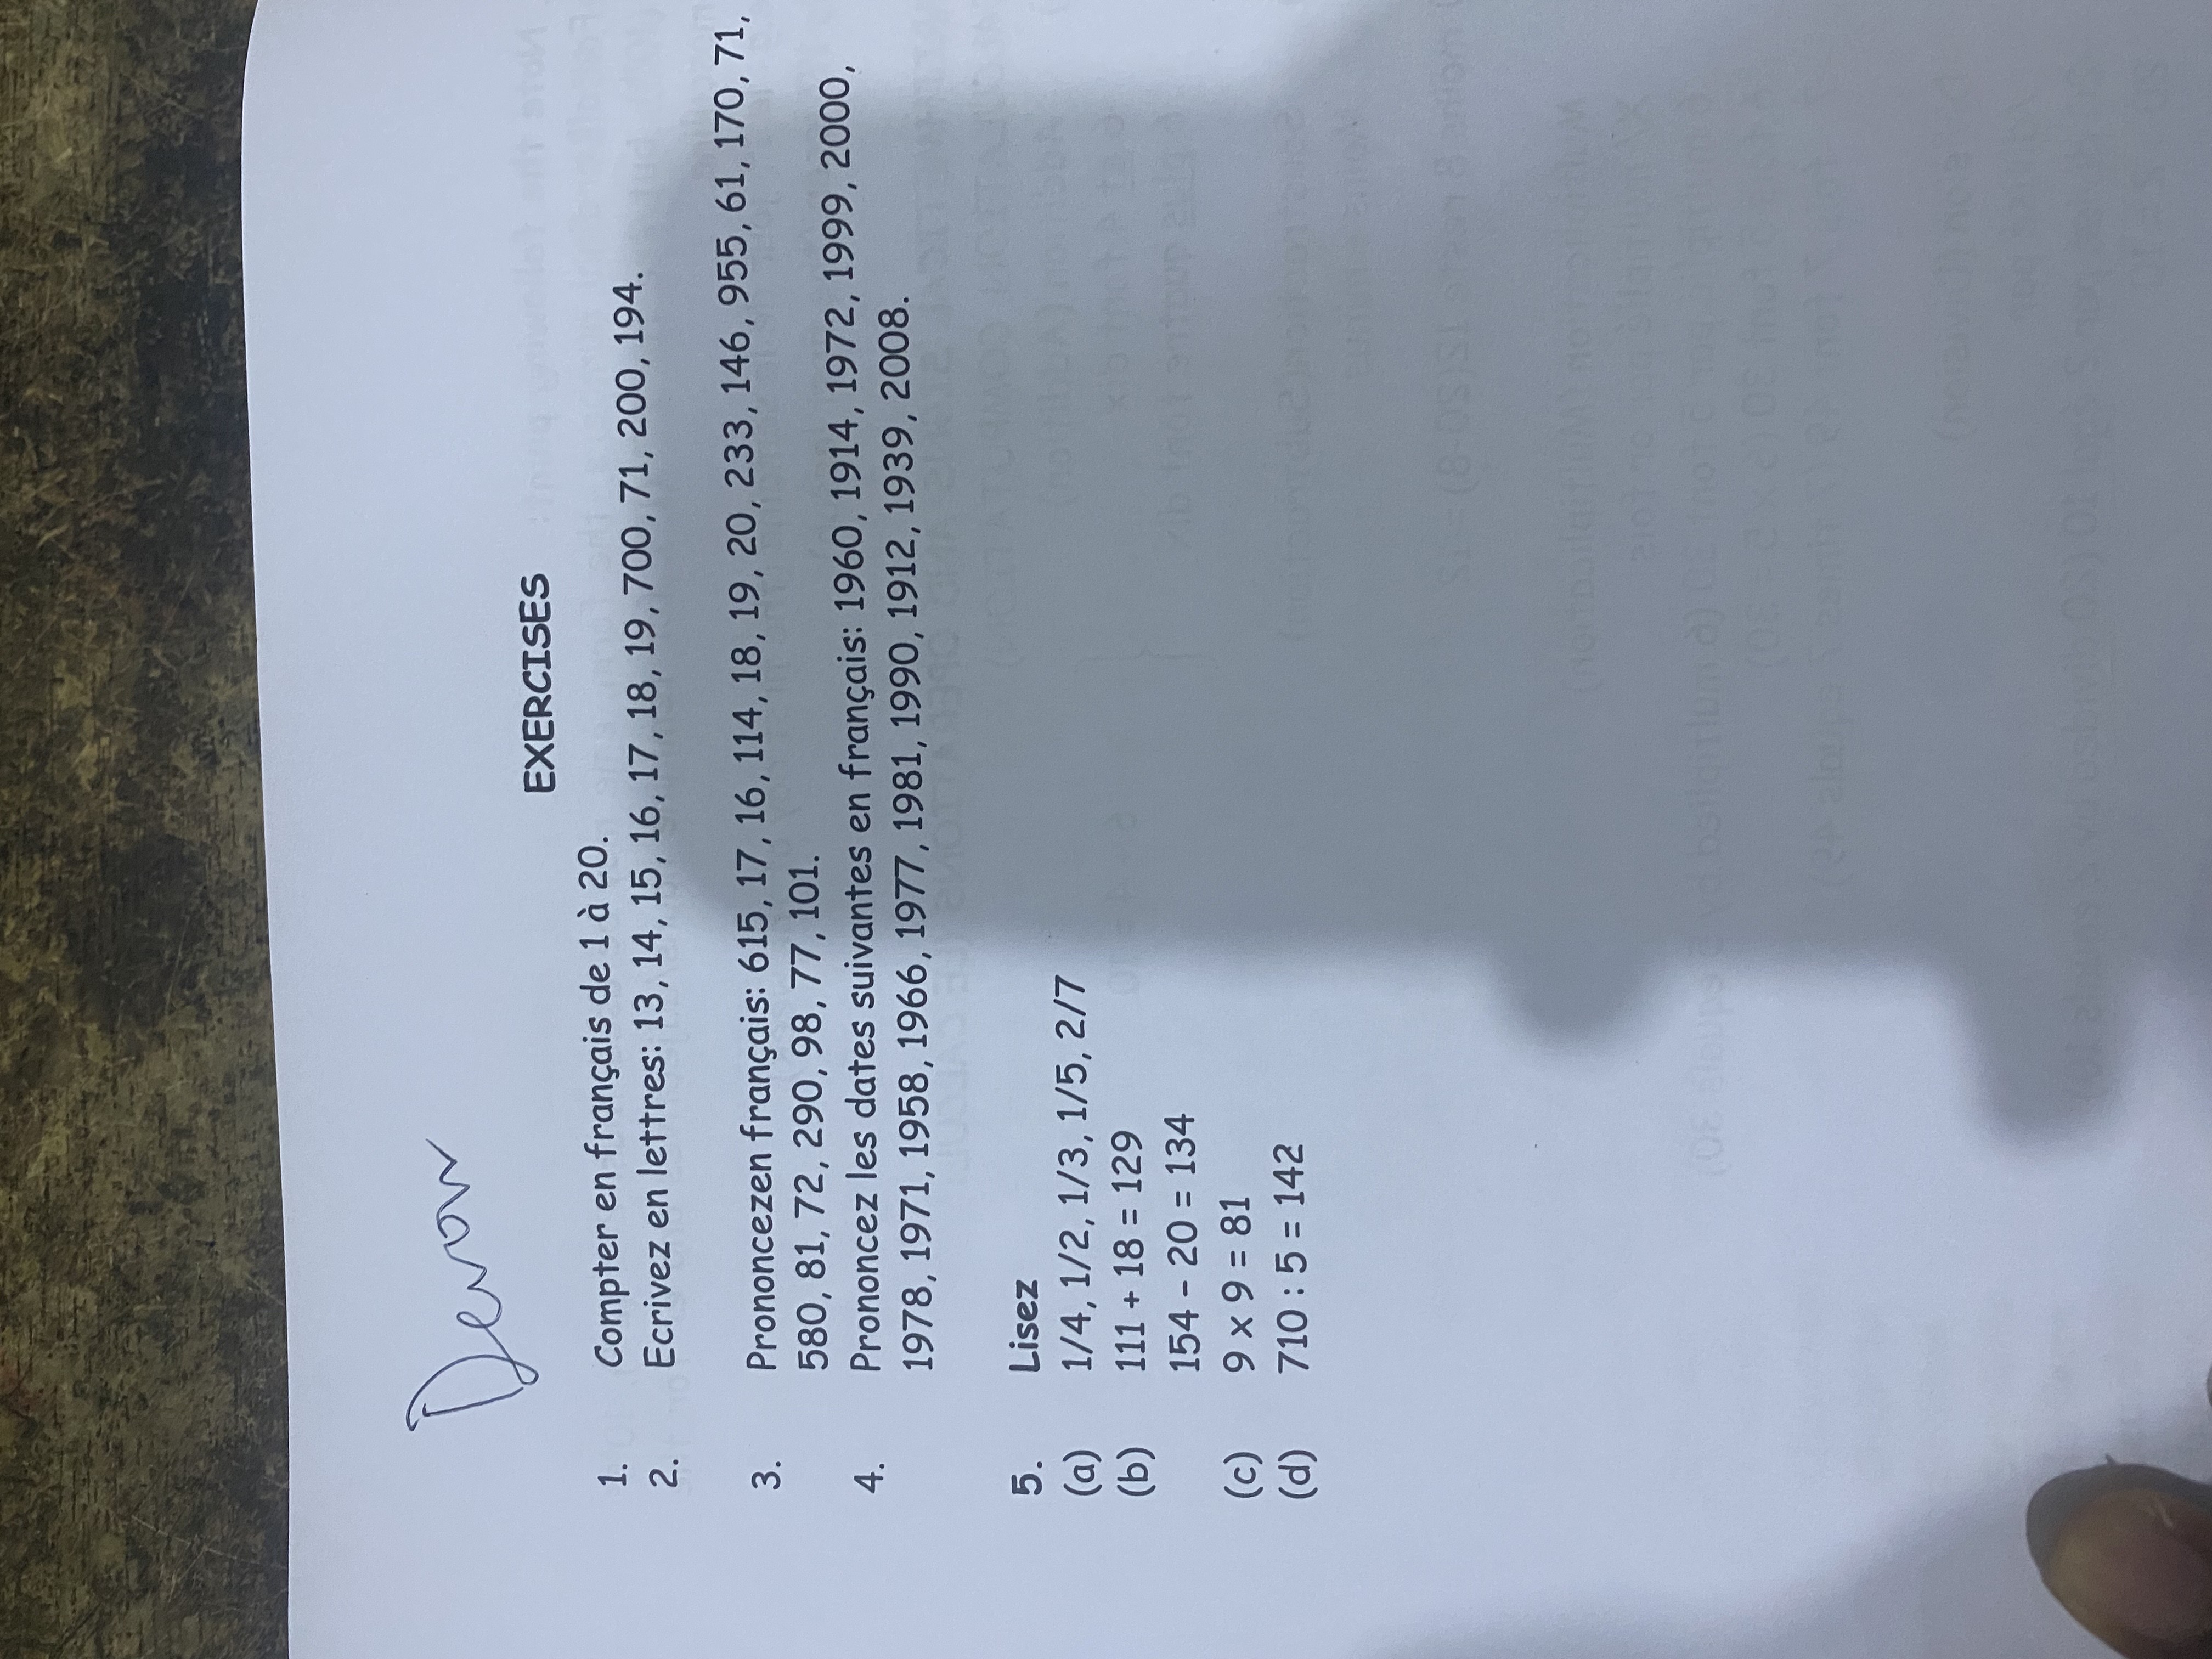 Devoir
EXERCISES
1. Compter en français de 1 à 20.
2. Ecrivez en lettres: 13, 14, 15, 16, 17, 18, 19, 700, 71, 200, 194.
3. Prononcezen français: 615, 17, 16, 114, 18, 19, 20, 233, 146, 955, 61, 170, 71,
580, 81, 72, 290, 98, 77, 101.
4. Prononcez les dates suivantes en français: 1960, 1914, 1972, 1999, 2000,
1978, 1971, 1958, 1966, 1977, 1981, 1990, 1912, 1939, 2008.
5. Lisez
(a) 1/4, 1/2, 1/3, 1/5, 2/7
(b) 111 + 18 = 129
154 - 20 = 134
(c) 9 x 9 = 81
(d) 710 : 5 = 142